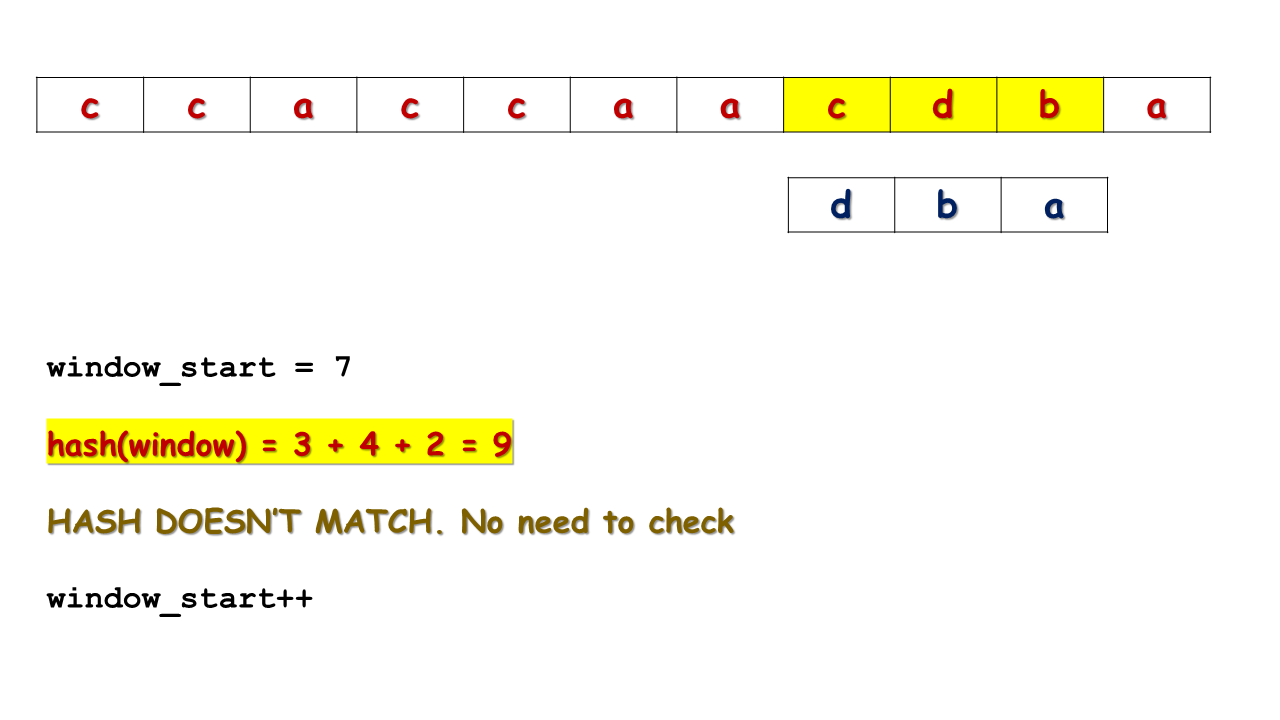 c c a c c a a c d b a
d b a
window_start = 7
hash(window) = 3 + 4 + 2 = 9
HASH DOESN'T MATCH. No need to check
window_start++